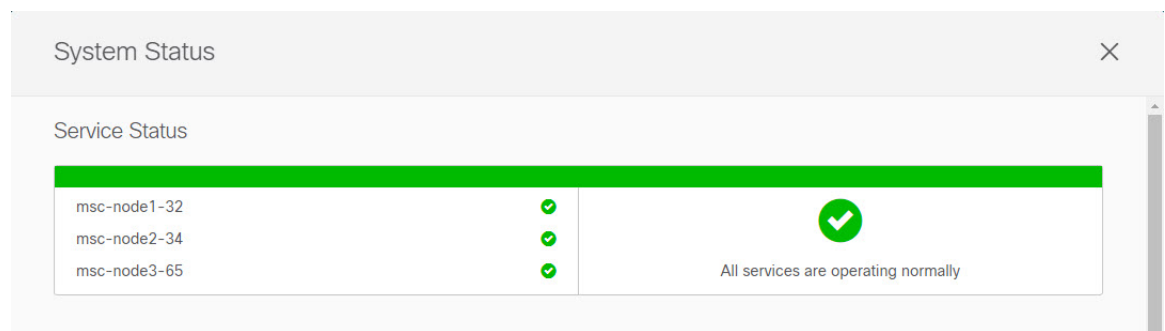 System Status
Service Status
msc-node1-32
msc-node2-34
msc-node3-65
All services are operating normally